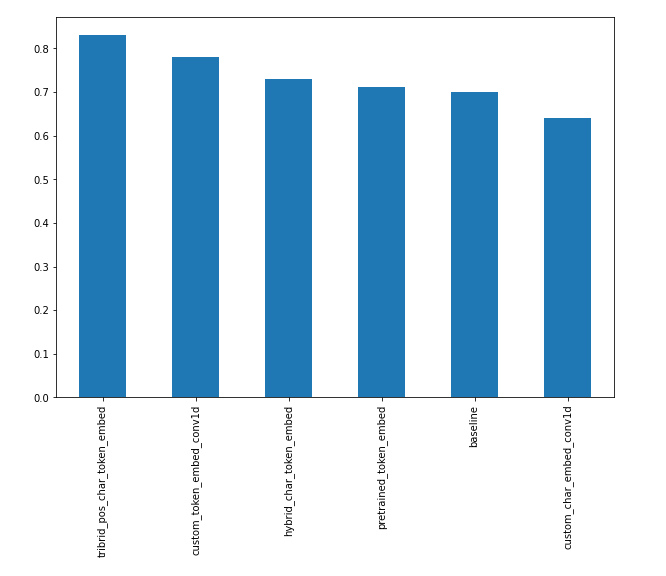 0.8
0.7
0.6
0.5
0.4
0.3
0.2
0.1
0.0
tribrid_pos_char_token_embed
custom_token_embed_conv1d
hybrid_char_token_embed
pretrained_token_embed
baseline
custom_char_embed_conv1d